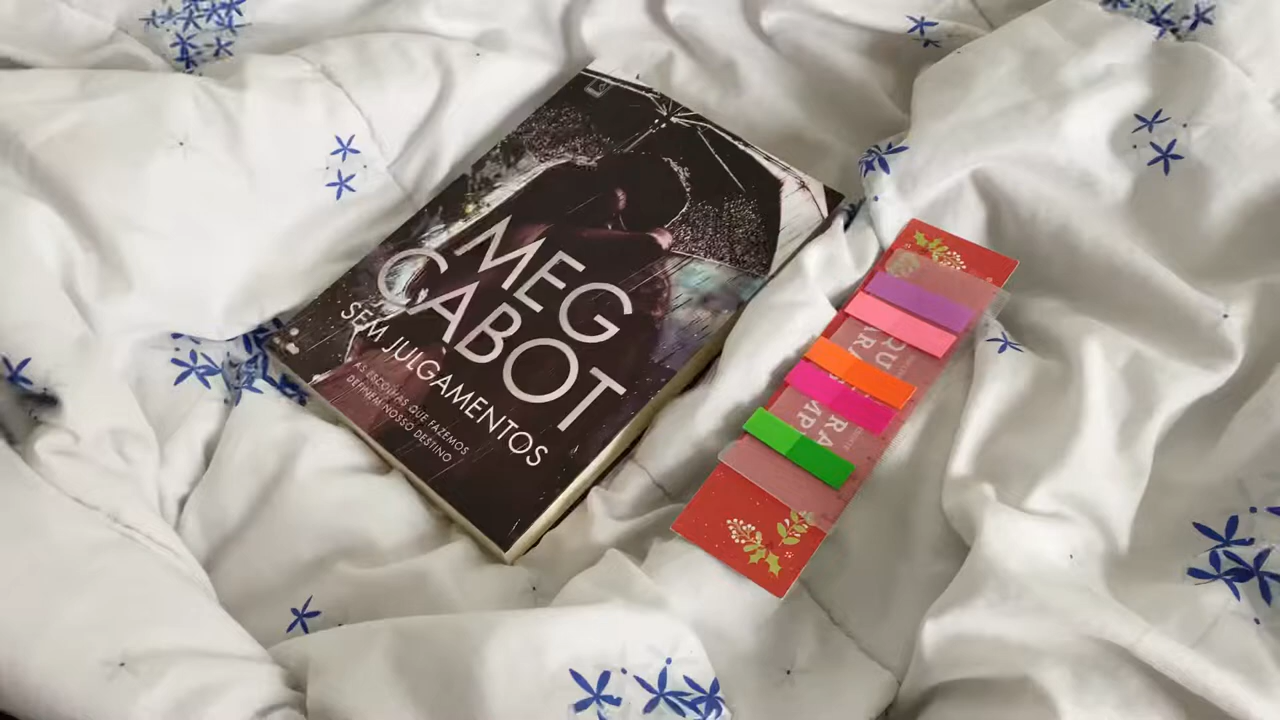 MEG
CABOT
SEM JULGAMENTOS
AS ESCOLHAS QUE FAZEMOS
DEFINEM NOSSO DESTINO